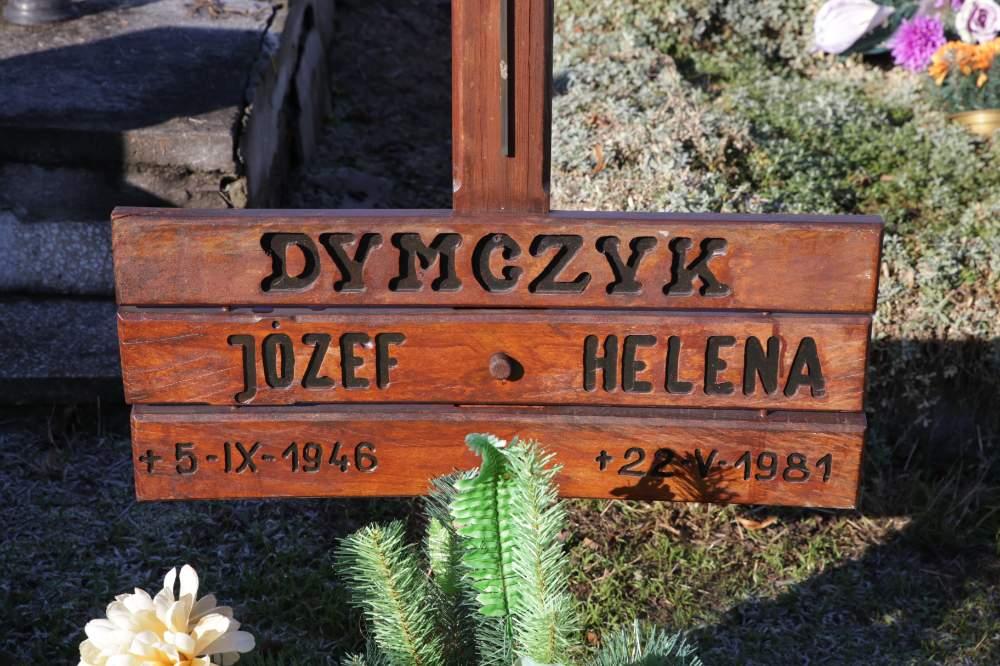 DYMCZYK
JÓZEF HELENA
+ 5-IX-1946 + 22-V-1981